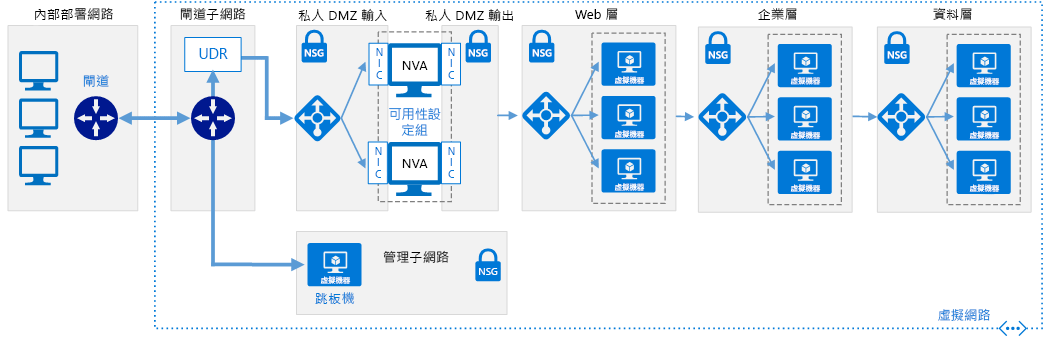 內部部署網路
閘道子網路
私人 DMZ 輸入
私人 DMZ 輸出
Web 層
企業層
資料層
閘道
UDR
NSG
NIC
NVA
NIC
NSG
可用性設
定組
NIC
NVA
NIC
NSG
虛擬機器
虛擬機器
虛擬機器
NSG
虛擬機器
虛擬機器
虛擬機器
NSG
虛擬機器
虛擬機器
虛擬機器
管理子網路
虛擬機器
跳板機
NSG
虛擬網路